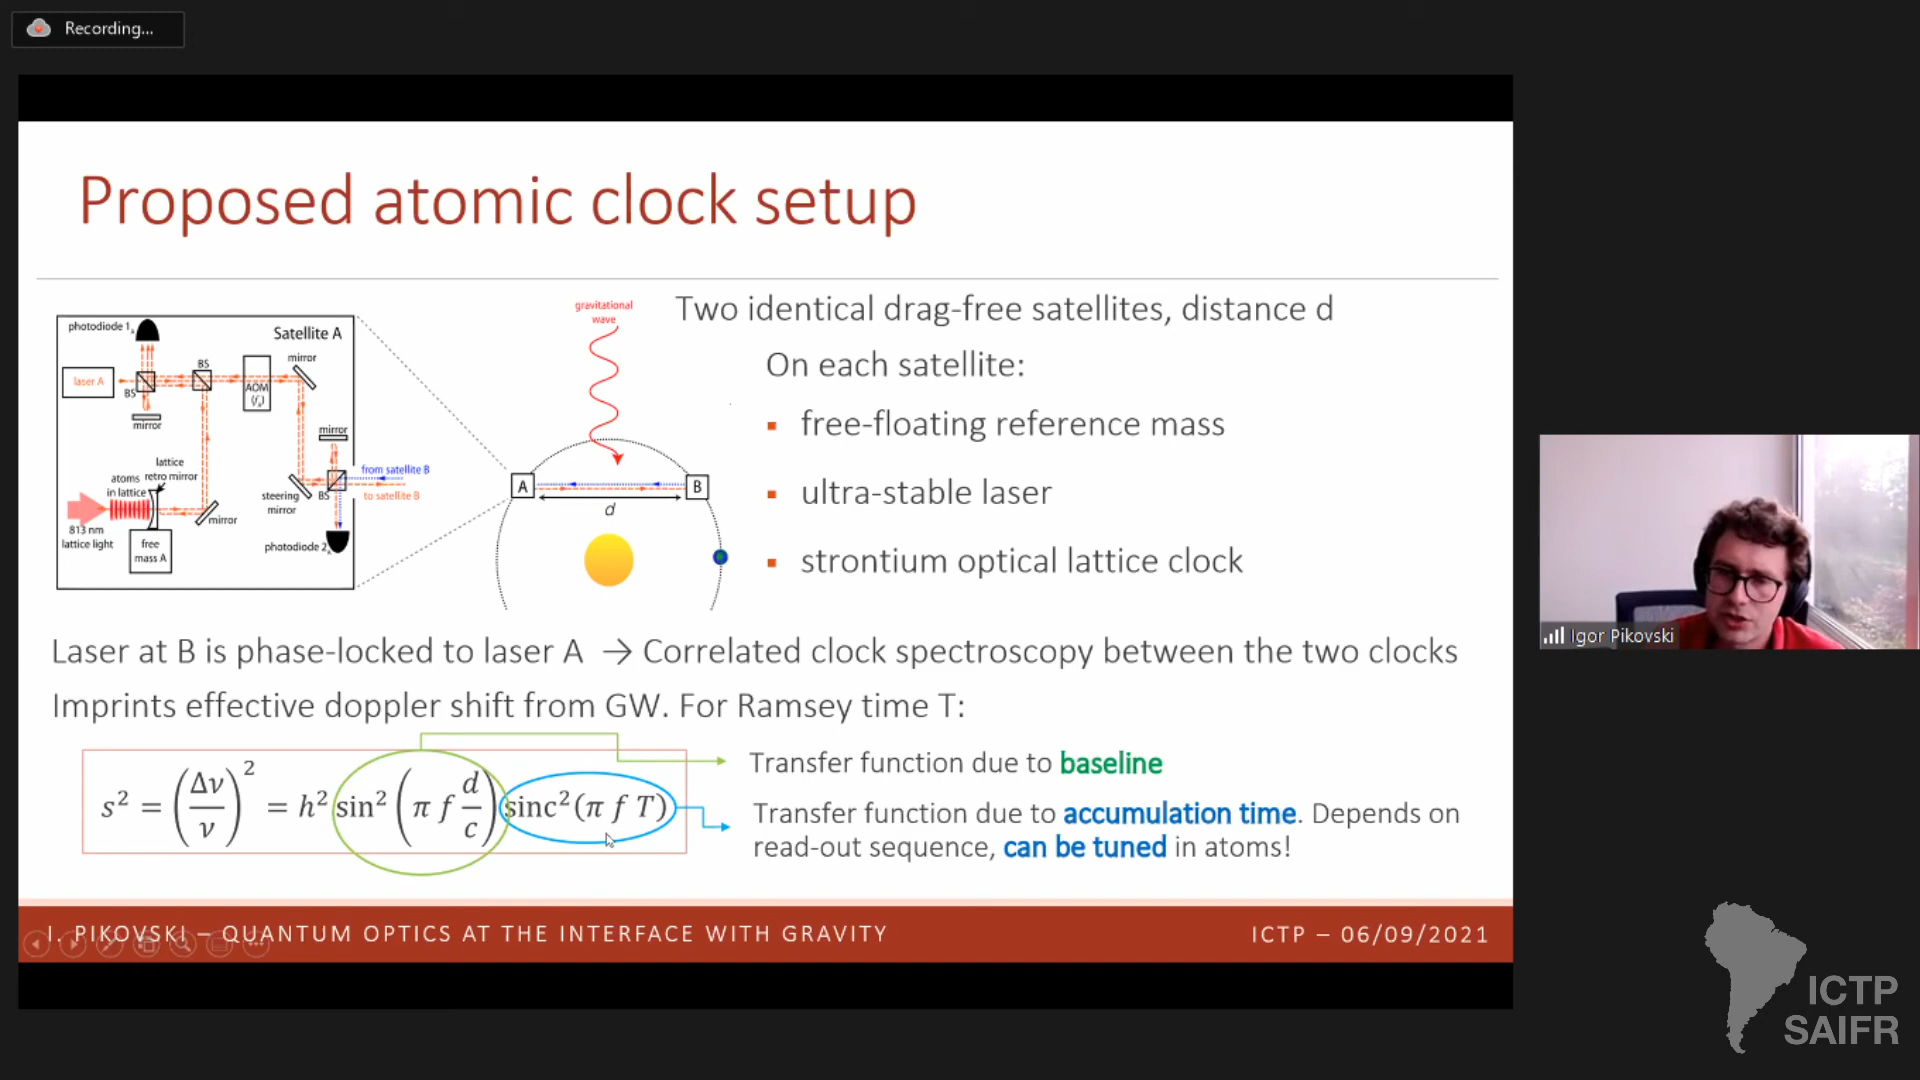 Recording...
Proposed atomic clock setup
photodiode 1A
Satellite A
laser A
BS
BS
AOM
mirror
mirror
mirror
lattice
retro mirror
atoms
in lattice
813 nm
lattice light
free
mass A
mirror
steering
mirror
BS
from satellite B
to satellite B
photodiode 2A
gravitational
wave
A
B
d
Two identical drag-free satellites, distance d
On each satellite:
▪ free-floating reference mass
▪ ultra-stable laser
▪ strontium optical lattice clock
Laser at B is phase-locked to laser A → Correlated clock spectroscopy between the two clocks
Imprints effective doppler shift from GW. For Ramsey time T:
s² = (Δν/ν)² = h² sin² (π f d/c) sinc²(π f T)
Transfer function due to baseline
Transfer function due to accumulation time. Depends on
read-out sequence, can be tuned in atoms!
I. PIKOVSKI – QUANTUM OPTICS AT THE INTERFACE WITH GRAVITY
ICTP – 06/09/2021
Igor Pikovski
ICTP
SAIFR